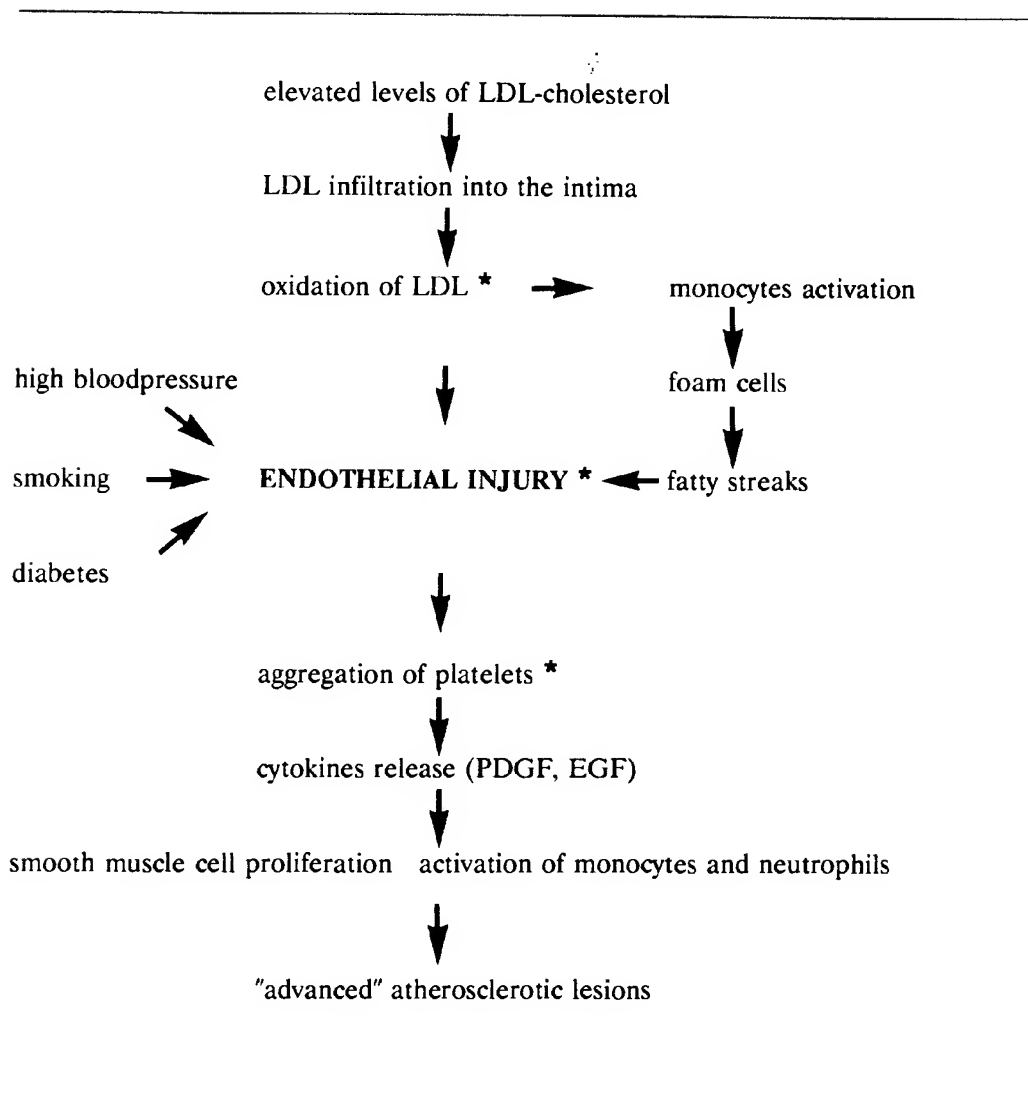 elevated levels of LDL-cholesterol
LDL infiltration into the intima
oxidation of LDL * monocytes activation
high bloodpressure foam cells
smoking ENDOTHELIAL INJURY * fatty streaks
diabetes
aggregation of platelets *
cytokines release (PDGF, EGF)
smooth muscle cell proliferation activation of monocytes and neutrophils
"advanced" atherosclerotic lesions